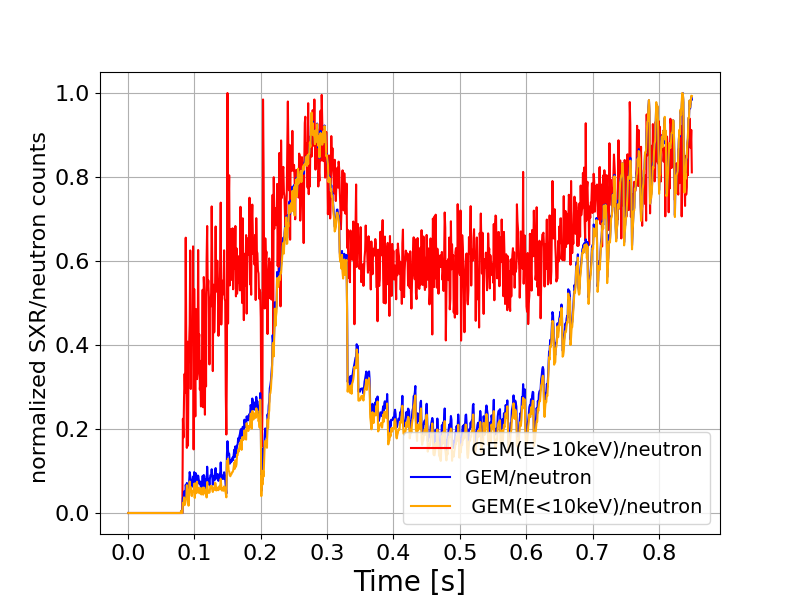 1.0
0.8
0.6
0.4
0.2
0.0
normalized SXR/neutron counts
GEM(E>10keV)/neutron
GEM/neutron
GEM(E<10keV)/neutron
0.0 0.1 0.2 0.3 0.4 0.5 0.6 0.7 0.8
Time [s]